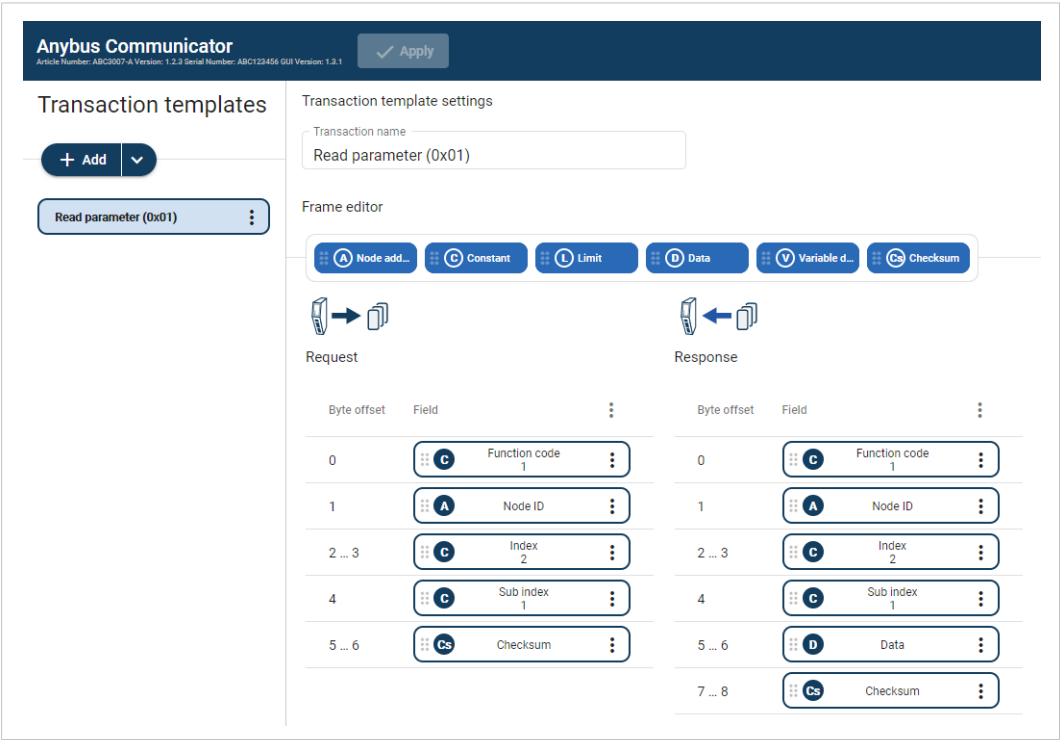 Anybus Communicator
Article Number: ABC3007-A Version: 1.2.3 Serial Number: ABC123456 GUI Version: 1.3.1
Apply
Transaction templates
Add
Read parameter (0x01)
Transaction template settings
Transaction name
Read parameter (0x01)
Frame editor
A Node add... C Constant L Limit D Data V Variable d... Cs Checksum
Request
Byte offset Field
0 C Function code
1
1 A Node ID
2 ... 3 C Index
2
4 C Sub index
1
5 ... 6 Cs Checksum
Response
Byte offset Field
0 C Function code
1
1 A Node ID
2 ... 3 C Index
2
4 C Sub index
1
5 ... 6 D Data
7 ... 8 Cs Checksum